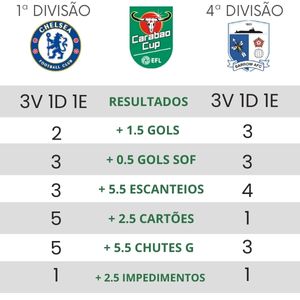 1ª DIVISÃO 4ª DIVISÃO
CHELSEA
FOOTBALL CLUB
Carabao
Cup
EFL
BARROW AFC
3V 1D 1E RESULTADOS 3V 1D 1E
2 + 1.5 GOLS 3
3 + 0.5 GOLS SOF 3
3 + 5.5 ESCANTEIOS 4
5 + 2.5 CARTÕES 1
5 + 5.5 CHUTES G 3
1 + 2.5 IMPEDIMENTOS 1